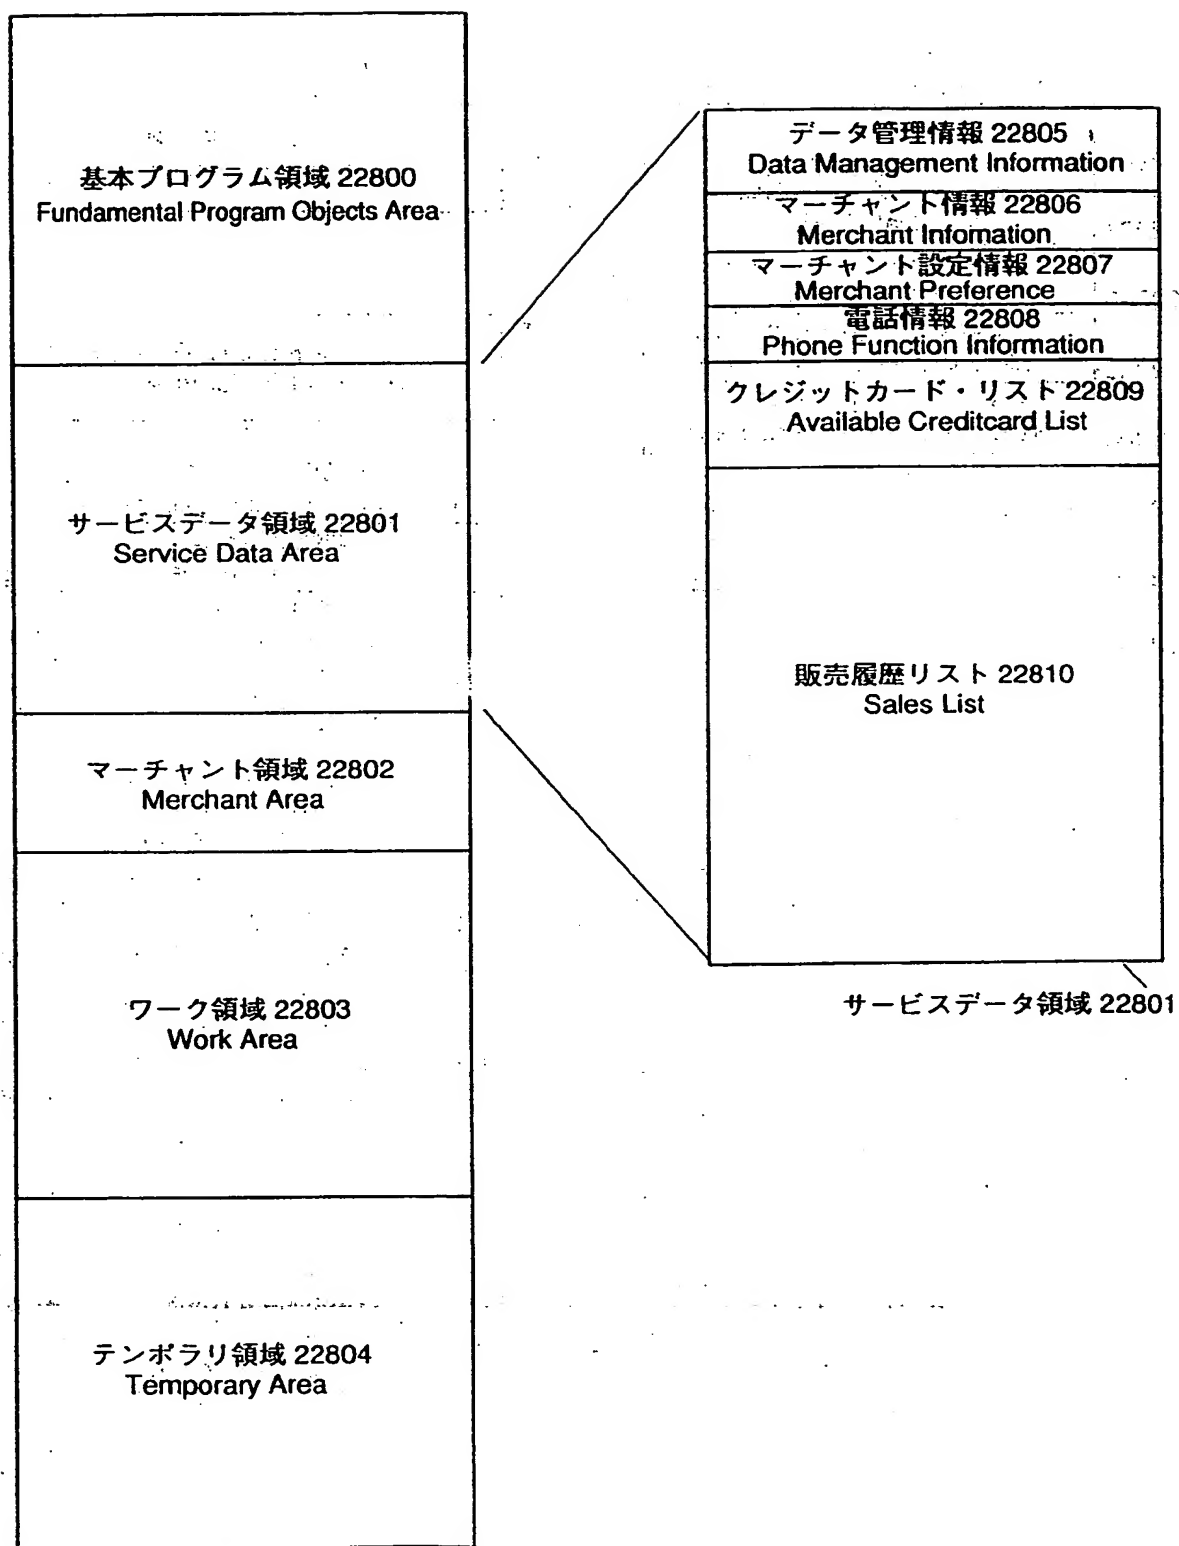 基本プログラム領域 22800
Fundamental Program Objects Area
サービスデータ領域 22801
Service Data Area
マーチャント領域 22802
Merchant Area
ワーク領域 22803
Work Area
テンポラリ領域 22804
Temporary Area
データ管理情報 22805
Data Management Information
マーチャント情報 22806
Merchant Infomation
マーチャント設定情報 22807
Merchant Preference
電話情報 22808
Phone Function Information
クレジットカード・リスト 22809
Available Creditcard List
販売履歴リスト 22810
Sales List
サービスデータ領域 22801